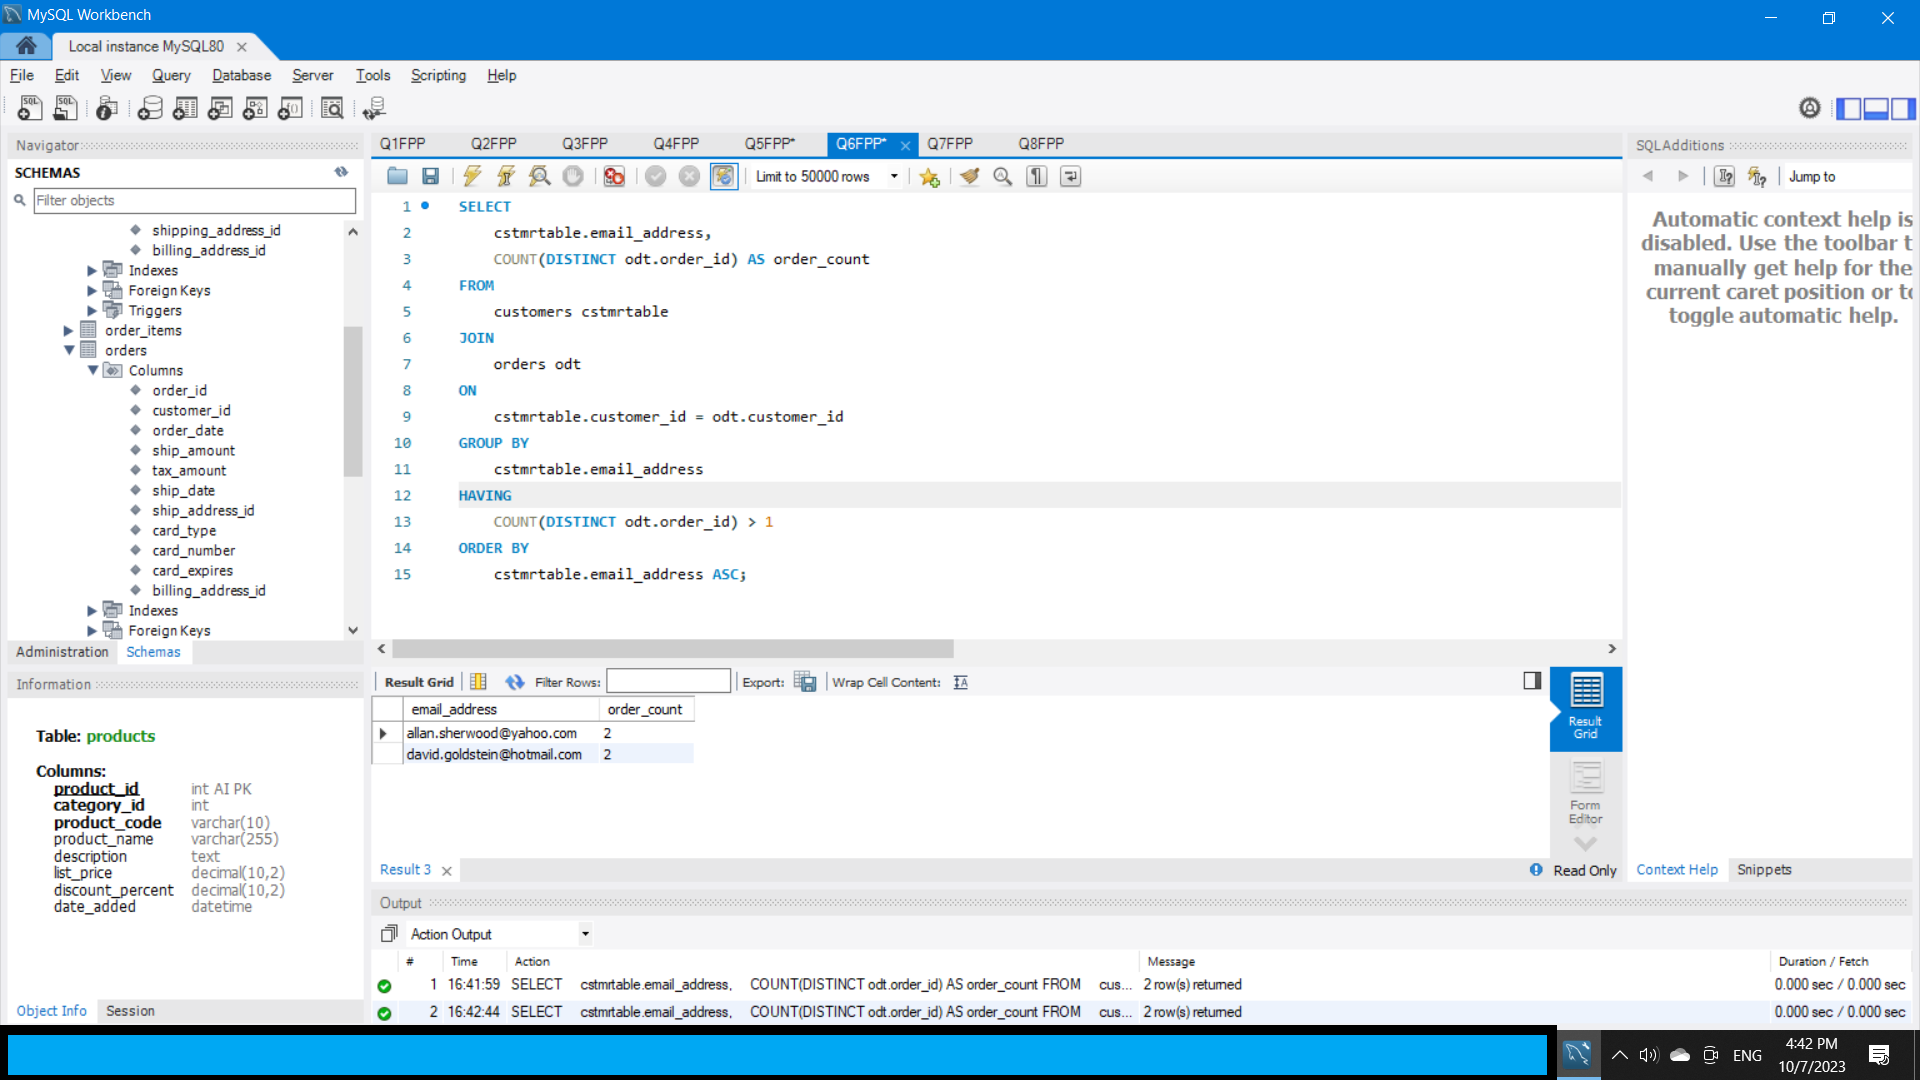 MySQL Workbench
Local instance MySQL80
File Edit View Query Database Server Tools Scripting Help
Navigator
SCHEMAS
Filter objects
shipping_address_id
billing_address_id
Indexes
Foreign Keys
Triggers
order_items
orders
Columns
order_id
customer_id
order_date
ship_amount
tax_amount
ship_date
ship_address_id
card_type
card_number
card_expires
billing_address_id
Indexes
Foreign Keys
Administration Schemas
Information
Table: products
Columns:
product_id int AI PK
category_id int
product_code varchar(10)
product_name varchar(255)
description text
list_price decimal(10,2)
discount_percent decimal(10,2)
date_added datetime
Object Info Session
Q1FPP Q2FPP Q3FPP Q4FPP Q5FPP* Q6FPP* Q7FPP Q8FPP
Limit to 50000 rows
1 SELECT
2 cstmrtable.email_address,
3 COUNT(DISTINCT odt.order_id) AS order_count
4 FROM
5 customers cstmrtable
6 JOIN
7 orders odt
8 ON
9 cstmrtable.customer_id = odt.customer_id
10 GROUP BY
11 cstmrtable.email_address
12 HAVING
13 COUNT(DISTINCT odt.order_id) > 1
14 ORDER BY
15 cstmrtable.email_address ASC;
Result Grid Filter Rows: Export: Wrap Cell Content:
email_address order_count
allan.sherwood@yahoo.com 2
david.goldstein@hotmail.com 2
Result Grid
Form Editor
Result 3
Read Only
SQLAdditions
Jump to
Automatic context help is
disabled. Use the toolbar t
manually get help for the
current caret position or to
toggle automatic help.
Context Help Snippets
Output
Action Output
# Time Action Message Duration / Fetch
1 16:41:59 SELECT cstmrtable.email_address, COUNT(DISTINCT odt.order_id) AS order_count FROM cus... 2 row(s) returned 0.000 sec / 0.000 sec
2 16:42:44 SELECT cstmrtable.email_address, COUNT(DISTINCT odt.order_id) AS order_count FROM cus... 2 row(s) returned 0.000 sec / 0.000 sec
ENG
4:42 PM
10/7/2023